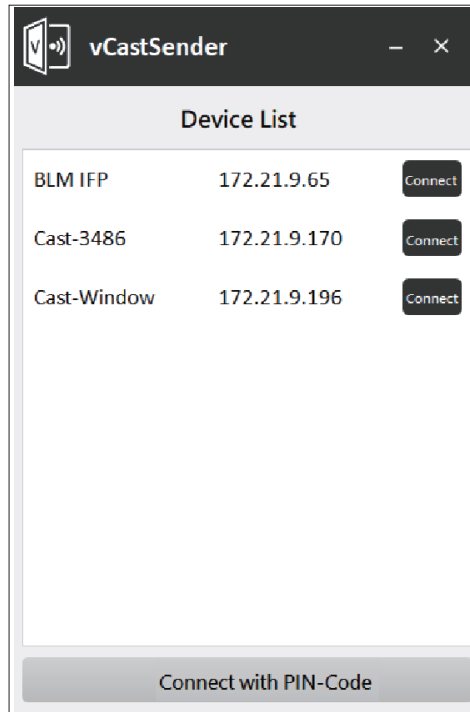 V vCastSender
Device List
BLM IFP 172.21.9.65 Connect
Cast-3486 172.21.9.170 Connect
Cast-Window 172.21.9.196 Connect
Connect with PIN-Code